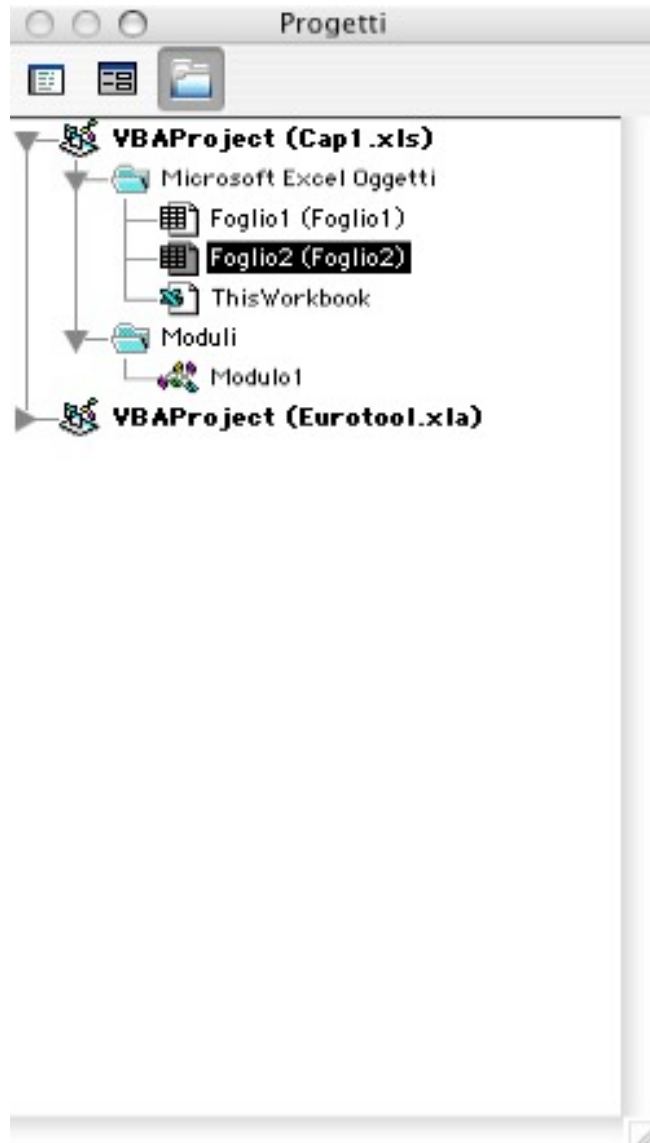 Progetti
VBAProject (Cap1.xls)
Microsoft Excel Oggetti
Foglio1 (Foglio1)
Foglio2 (Foglio2)
ThisWorkbook
Moduli
Modulo1
VBAProject (Eurotool.xla)